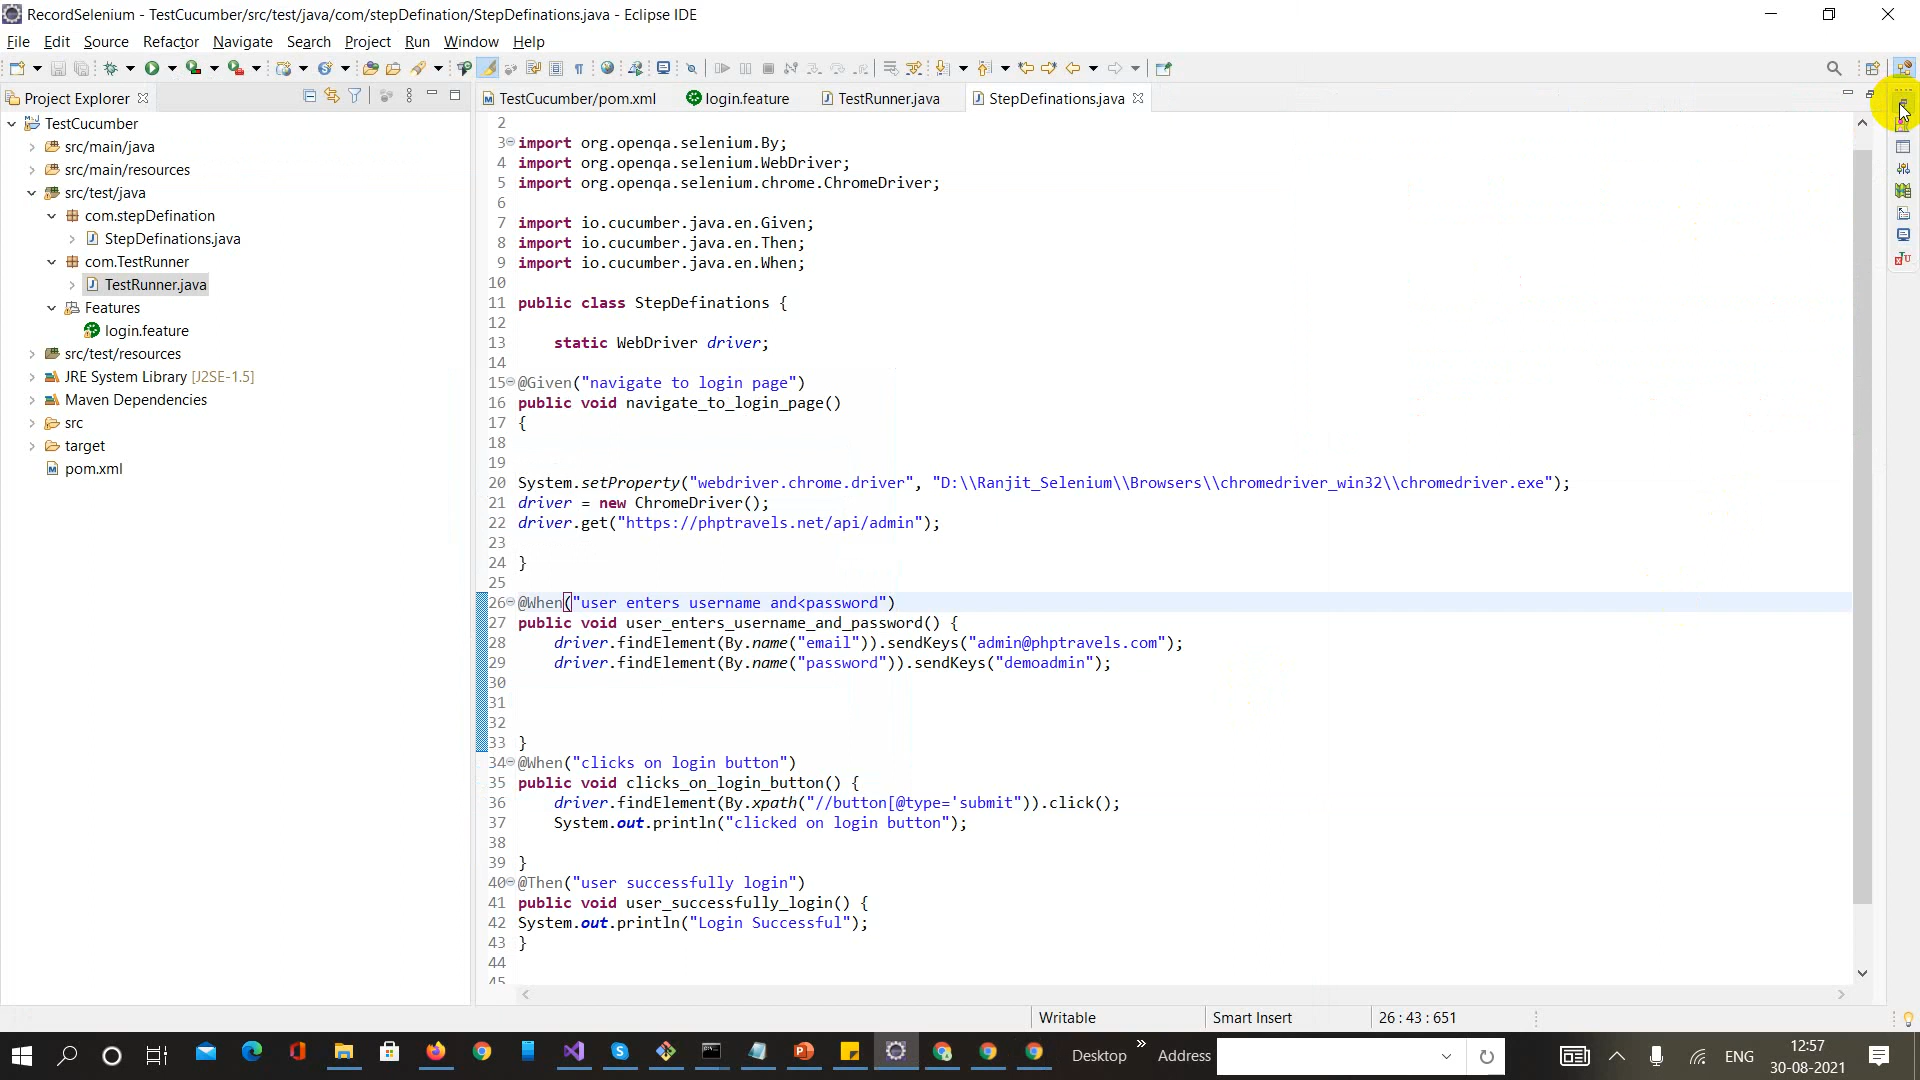 RecordSelenium - TestCucumber/src/test/java/com/stepDefination/StepDefinations.java - Eclipse IDE
File Edit Source Refactor Navigate Search Project Run Window Help
Project Explorer
TestCucumber/pom.xml login.feature TestRunner.java StepDefinations.java
TestCucumber
src/main/java
src/main/resources
src/test/java
com.stepDefination
StepDefinations.java
com.TestRunner
TestRunner.java
Features
login.feature
src/test/resources
JRE System Library [J2SE-1.5]
Maven Dependencies
src
target
pom.xml
2
3 import org.openqa.selenium.By;
4 import org.openqa.selenium.WebDriver;
5 import org.openqa.selenium.chrome.ChromeDriver;
6
7 import io.cucumber.java.en.Given;
8 import io.cucumber.java.en.Then;
9 import io.cucumber.java.en.When;
10
11 public class StepDefinations {
12
13 static WebDriver driver;
14
15 @Given("navigate to login page")
16 public void navigate_to_login_page()
17 {
18
19
20 System.setProperty("webdriver.chrome.driver", "D:\\Ranjit_Selenium\\Browsers\\chromedriver_win32\\chromedriver.exe");
21 driver = new ChromeDriver();
22 driver.get("https://phptravels.net/api/admin");
23
24 }
25
26 @When("user enters username and<password")
27 public void user_enters_username_and_password() {
28 driver.findElement(By.name("email")).sendKeys("admin@phptravels.com");
29 driver.findElement(By.name("password")).sendKeys("demoadmin");
30
31
32
33 }
34 @When("clicks on login button")
35 public void clicks_on_login_button() {
36 driver.findElement(By.xpath("//button[@type='submit")).click();
37 System.out.println("clicked on login button");
38
39 }
40 @Then("user successfully login")
41 public void user_successfully_login() {
42 System.out.println("Login Successful");
43 }
44
45
Writable Smart Insert 26 : 43 : 651
Desktop » Address ENG 12:57
30-08-2021